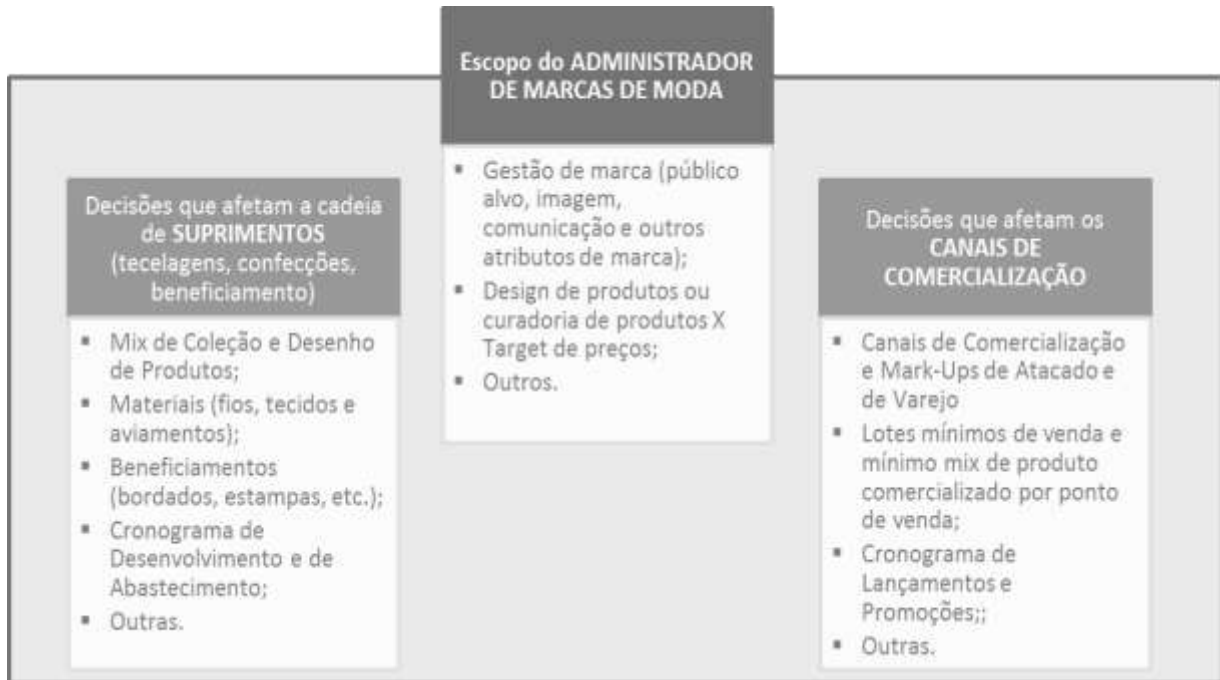 Escopo do ADMINISTRADOR
DE MARCAS DE MODA
▪ Gestão de marca (público
alvo, imagem,
comunicação e outros
atributos de marca);
▪ Design de produtos ou
curadoria de produtos X
Target de preços;
▪ Outros.
Decisões que afetam a cadeia
de SUPRIMENTOS
(tecelagens, confecções,
beneficiamento)
▪ Mix de Coleção e Desenho
de Produtos;
▪ Materiais (fios, tecidos e
aviamentos);
▪ Beneficiamentos
(bordados, estampas, etc.);
▪ Cronograma de
Desenvolvimento e de
Abastecimento;
▪ Outras.
Decisões que afetam os
CANAIS DE
COMERCIALIZAÇÃO
▪ Canais de Comercialização
e Mark-Ups de Atacado e
de Varejo
▪ Lotes mínimos de venda e
mínimo mix de produto
comercializado por ponto
de venda;
▪ Cronograma de
Lançamentos e
Promoções;;
▪ Outras.